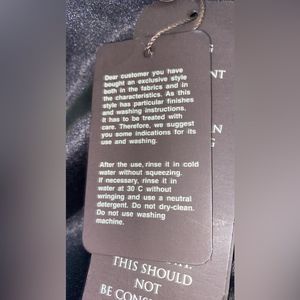 Dear customer you have
bought an exclusive style
both in the fabrics and in
the characteristics. As this
style has particular finishes
and washing instructions.
It has to be treated with
care. Therefore, we suggest
you some indications for its
use and washing.
After the use, rinse it in cold
water without squeezing.
If necessary, rinse it in
water at 30 C without
wringing and use a neutral
detergent. Do not dry-clean.
Do not use washing
machine.
THIS SHOULD
NOT